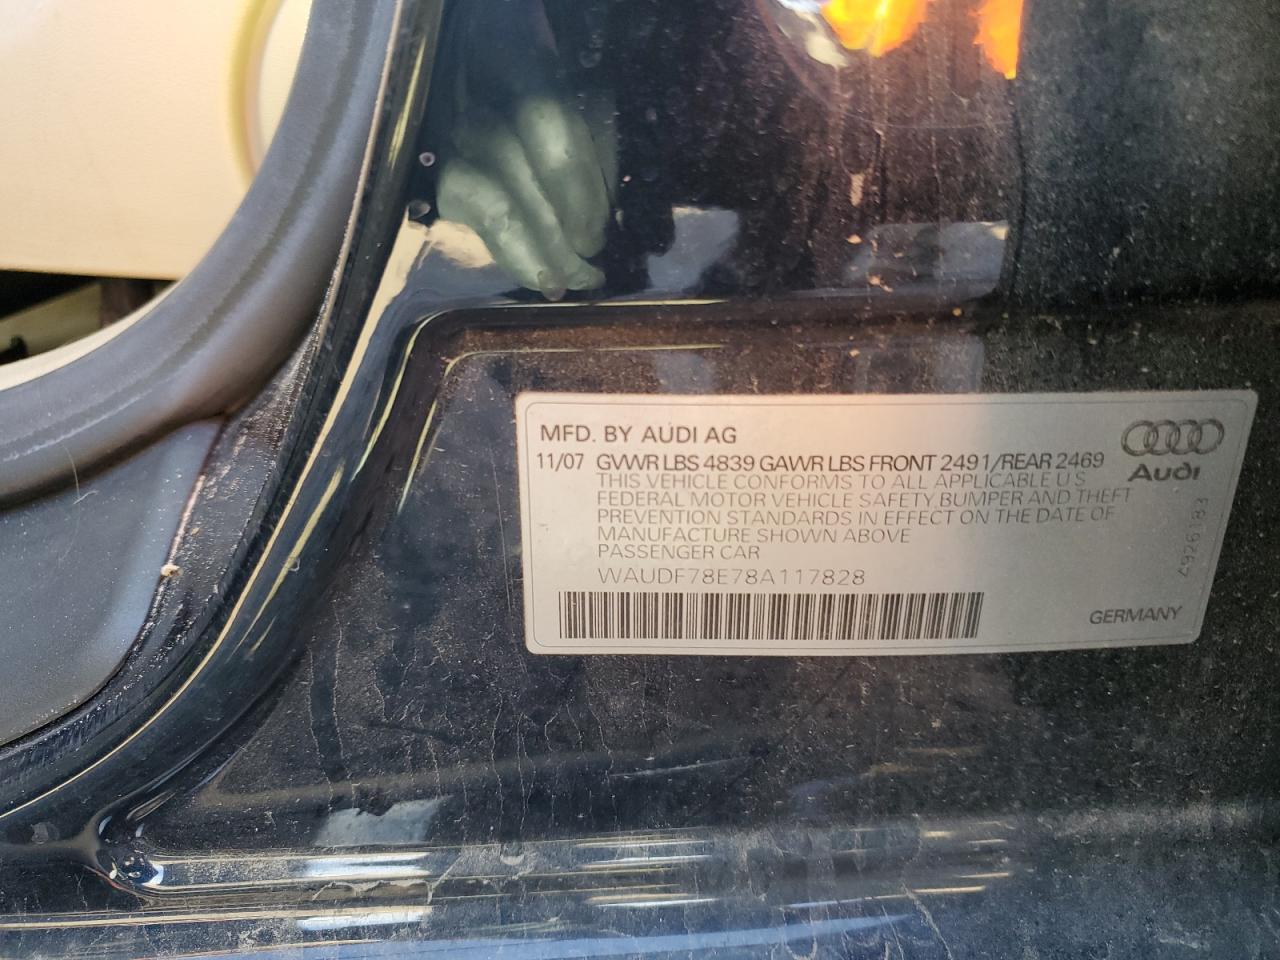 MFD. BY AUDI AG
11/07 GVWR LBS 4839 GAWR LBS FRONT 2491/REAR 2469
THIS VEHICLE CONFORMS TO ALL APPLICABLE U S
FEDERAL MOTOR VEHICLE SAFETY, BUMPER AND THEFT
PREVENTION STANDARDS IN EFFECT ON THE DATE OF
MANUFACTURE SHOWN ABOVE
PASSENGER CAR
WAUDF78E78A117828
Audi
4926183
GERMANY